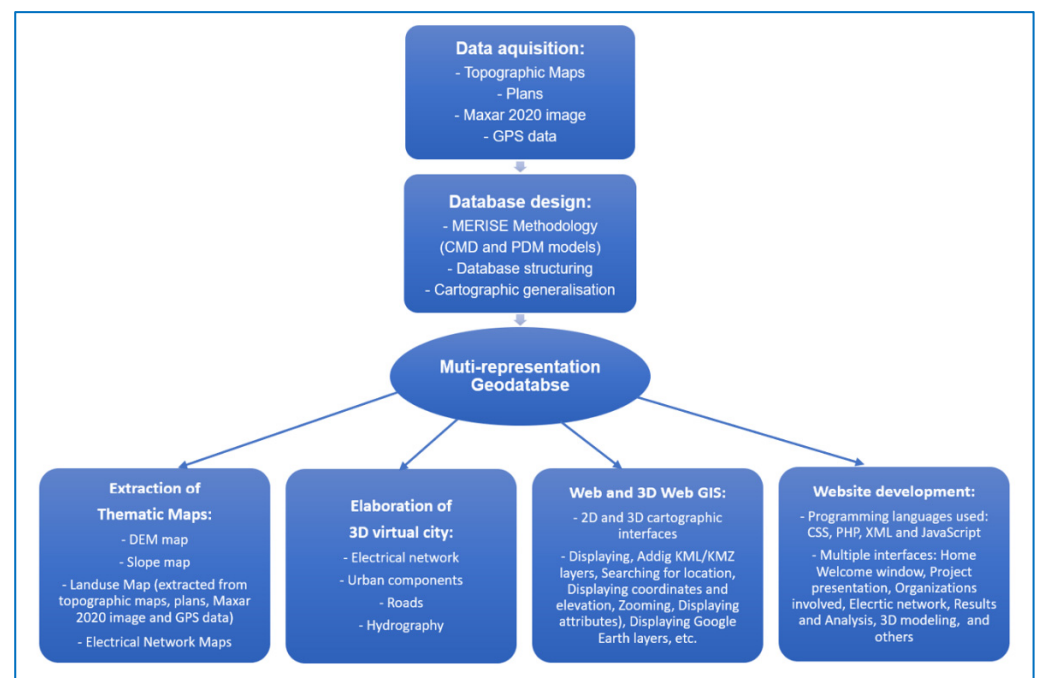 Data aquisition:
- Topographic Maps
- Plans
- Maxar 2020 image
- GPS data
Database design:
- MERISE Methodology
(CMD and PDM models)
- Database structuring
- Cartographic generalisation
Muti-representation
Geodatabse
Extraction of
Thematic Maps:
- DEM map
- Slope map
- Landuse Map (extracted from
topographic maps, plans, Maxar
2020 image and GPS data)
- Electrical Network Maps
Elaboration of
3D virtual city:
- Electrical network
- Urban components
- Roads
- Hydrography
Web and 3D Web GIS:
- 2D and 3D cartographic
interfaces
- Displaying, Addig KML/KMZ
layers, Searching for location,
Displaying coordinates and
elevation, Zooming, Displaying
attributes), Displaying Google
Earth layers, etc.
Website development:
- Programming languages used:
CSS, PHP, XML and JavaScript
- Multiple interfaces: Home
Welcome window, Project
presentation, Organizations
involved, Elecrtic network, Results
and Analysis, 3D modeling, and
others